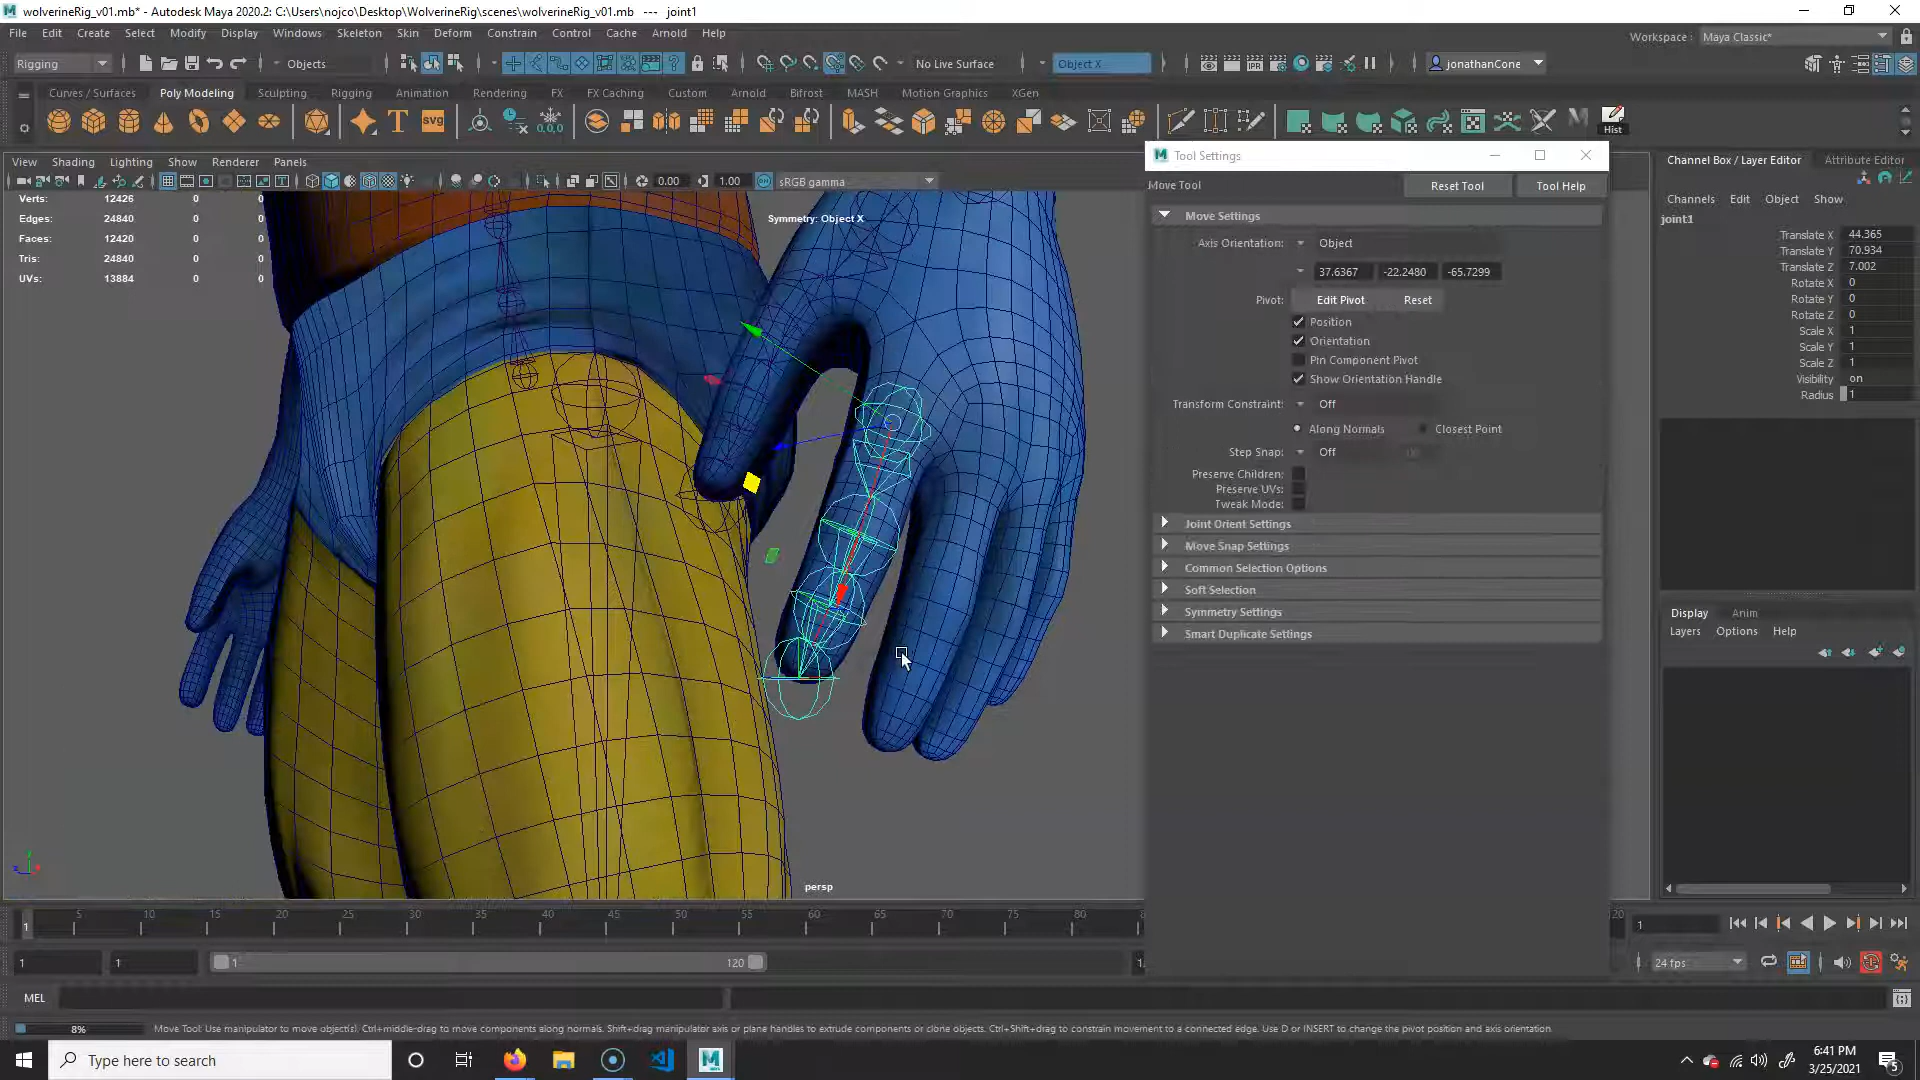 wolverineRig_v01.mb* - Autodesk Maya 2020.2: C:\Users\nojco\Desktop\WolverineRig\scenes\wolverineRig_v01.mb --- joint1
File Edit Create Select Modify Display Windows Skeleton Skin Deform Constrain Control Cache Arnold Help
Workspace : Maya Classic*
Rigging Objects No Live Surface Object X jonathanCone
Curves / Surfaces Poly Modeling Sculpting Rigging Animation Rendering FX FX Caching Custom Arnold Bifrost MASH Motion Graphics XGen
T svg 0,0,0 Hist
View Shading Lighting Show Renderer Panels
0.00 1.00 sRGB gamma
Verts: 12426 0 0
Edges: 24840 0 0
Faces: 12420 0 0
Tris: 24840 0 0
UVs: 13884 0 0
Symmetry: Object X
persp
Tool Settings
Move Tool Reset Tool Tool Help
Move Settings
Axis Orientation: Object
37.6367 -22.2480 -65.7299
Pivot: Edit Pivot Reset
Position
Orientation
Pin Component Pivot
Show Orientation Handle
Transform Constraint: Off
Along Normals Closest Point
Step Snap: Off
Preserve Children:
Preserve UVs:
Tweak Mode:
Joint Orient Settings
Move Snap Settings
Common Selection Options
Soft Selection
Symmetry Settings
Smart Duplicate Settings
Channel Box / Layer Editor Attribute Editor
Channels Edit Object Show
joint1
Translate X 44.365
Translate Y 70.934
Translate Z 7.002
Rotate X 0
Rotate Y 0
Rotate Z 0
Scale X 1
Scale Y 1
Scale Z 1
Visibility on
Radius 1
Display Anim
Layers Options Help
5 10 15 20 25 30 35 40 45 50 55 60 65 70 75 80 8 20
1 1
1 1 1 120 1 24 fps
MEL
8% Move Tool: Use manipulator to move object(s). Ctrl+middle-drag to move components along normals. Shift+drag manipulator axis or plane handles to extrude components or clone objects. Ctrl+Shift+drag to constrain movement to a connected edge. Use D or INSERT to change the pivot position and axis orientation.
Type here to search
6:41 PM
3/25/2021
5